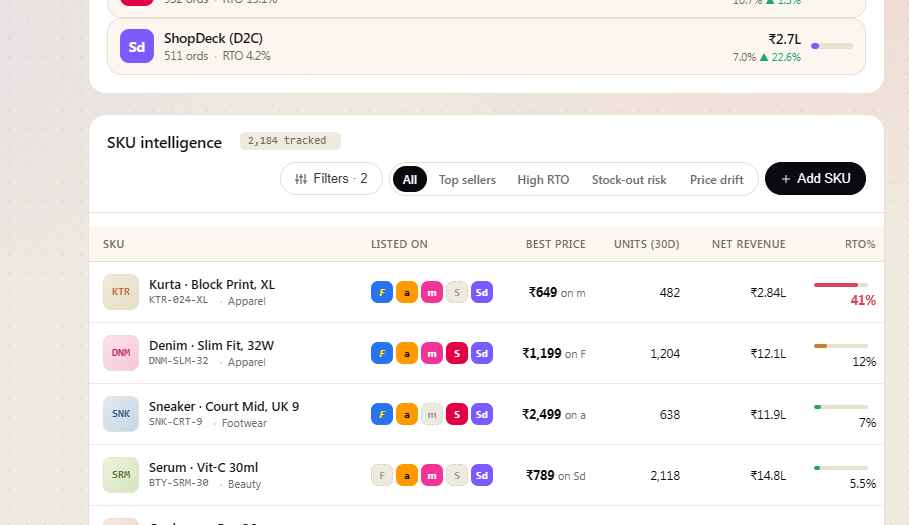 Sd ShopDeck (D2C) ₹2.7L
511 ords · RTO 4.2% 7.0% ▲ 22.6%
SKU intelligence 2,184 tracked
Filters · 2 All Top sellers High RTO Stock-out risk Price drift + Add SKU
SKU LISTED ON BEST PRICE UNITS (30D) NET REVENUE RTO%
KTR Kurta · Block Print, XL F a m S Sd ₹649 on m 482 ₹2.84L
KTR-024-XL · Apparel 41%
DNM Denim · Slim Fit, 32W F a m S Sd ₹1,199 on F 1,204 ₹12.1L
DNM-SLM-32 · Apparel 12%
SNK Sneaker · Court Mid, UK 9 F a m S Sd ₹2,499 on a 638 ₹11.9L
SNK-CRT-9 · Footwear 7%
SRM Serum · Vit-C 30ml F a m S Sd ₹789 on Sd 2,118 ₹14.8L
BTY-SRM-30 · Beauty 5.5%